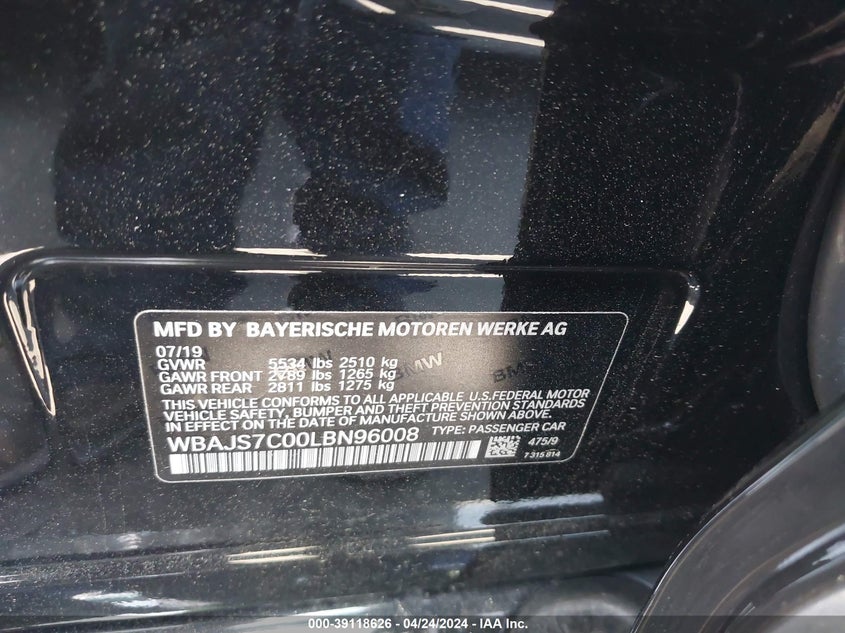 MFD BY BAYERISCHE MOTOREN WERKE AG
07/19
GVWR 5534 lbs 2510 kg
GAWR FRONT 2789 lbs 1265 kg
GAWR REAR 2811 lbs 1275 kg
THIS VEHICLE CONFORMS TO ALL APPLICABLE U.S.FEDERAL MOTOR
VEHICLE SAFETY, BUMPER AND THEFT PREVENTION STANDARDS
IN EFFECT ON THE DATE OF MANUFACTURE SHOWN ABOVE.
WBAJS7C00LBN96008 TYPE: PASSENGER CAR
475/9
7 315 814
BMW
BMW
000-39118626 - 04/24/2024 - IAA Inc.